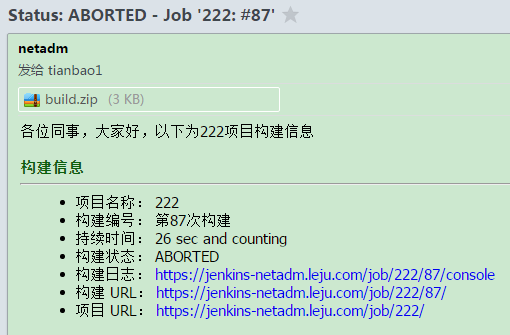 Status: ABORTED - Job '222: #87'
netadm
发给 tianbao1
build.zip (3 KB)
各位同事，大家好，以下为222项目构建信息
构建信息
• 项目名称： 222
• 构建编号： 第87次构建
• 持续时间： 26 sec and counting
• 构建状态： ABORTED
• 构建日志： https://jenkins-netadm.leju.com/job/222/87/console
• 构建 URL： https://jenkins-netadm.leju.com/job/222/87/
• 项目 URL： https://jenkins-netadm.leju.com/job/222/